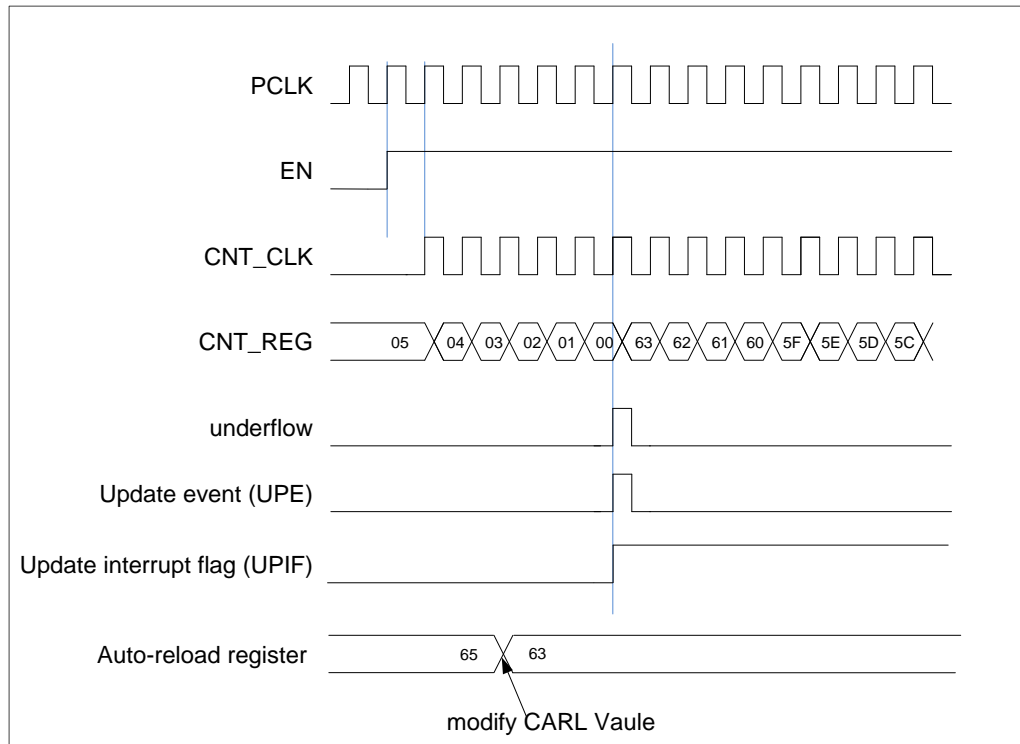 PCLK
EN
CNT_CLK
CNT_REG 05 04 03 02 01 00 63 62 61 60 5F 5E 5D 5C
underflow
Update event (UPE)
Update interrupt flag (UPIF)
Auto-reload register 65 63
modify CARL Vaule